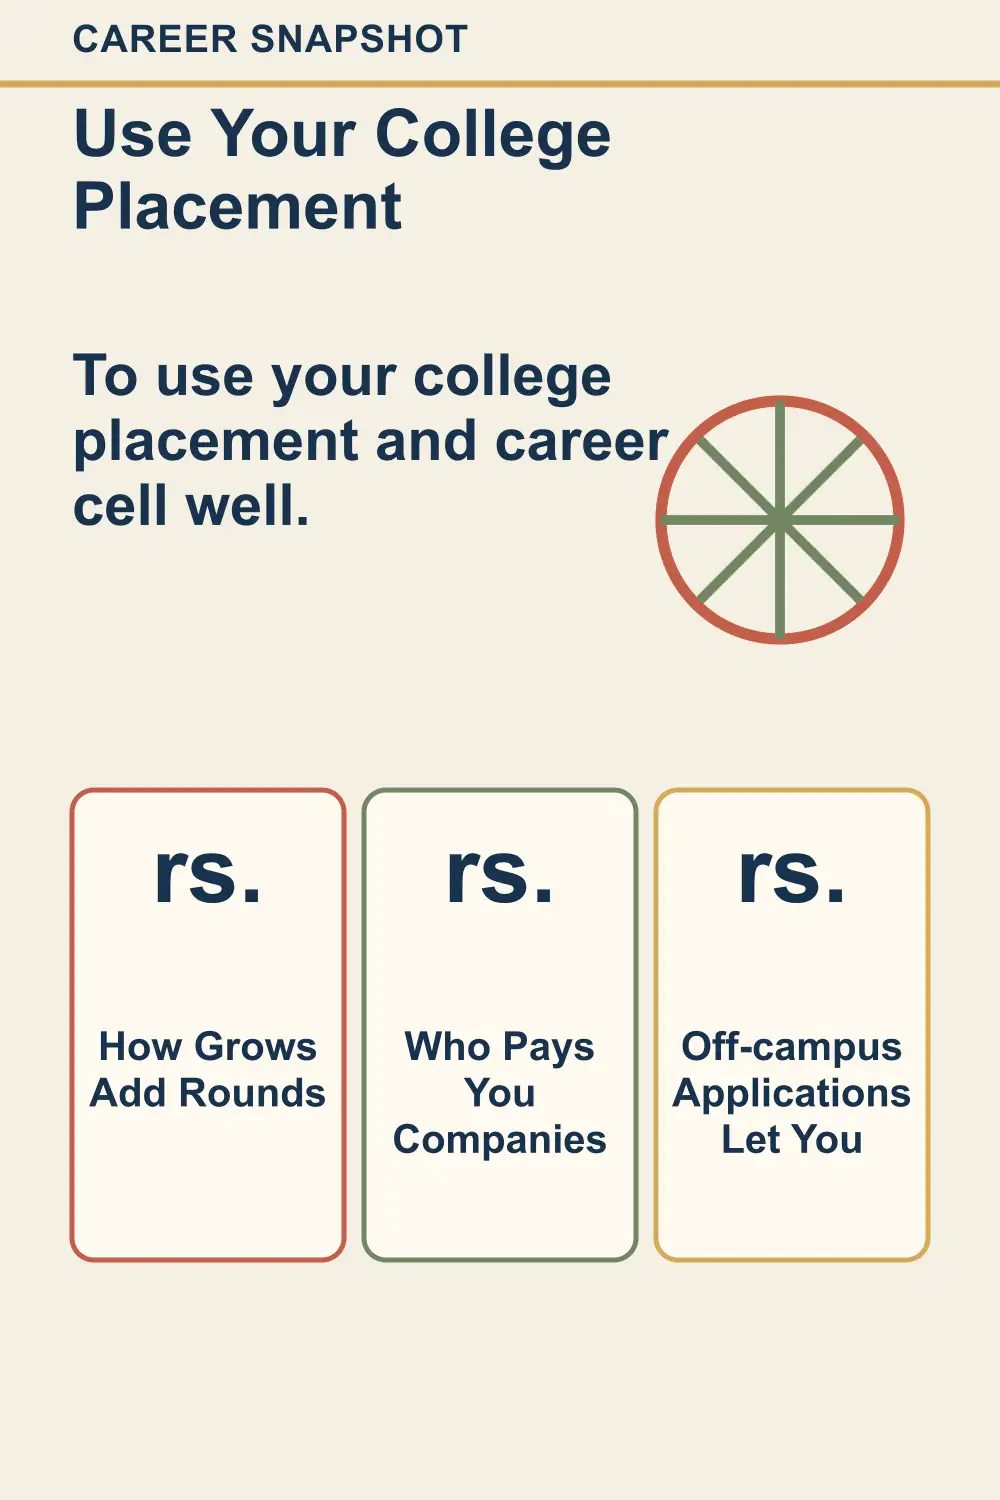 CAREER SNAPSHOT
Use Your College
Placement
To use your college
placement and career
cell well.
rs.
How Grows
Add Rounds
rs.
Who Pays
You
Companies
rs.
Off-campus
Applications
Let You